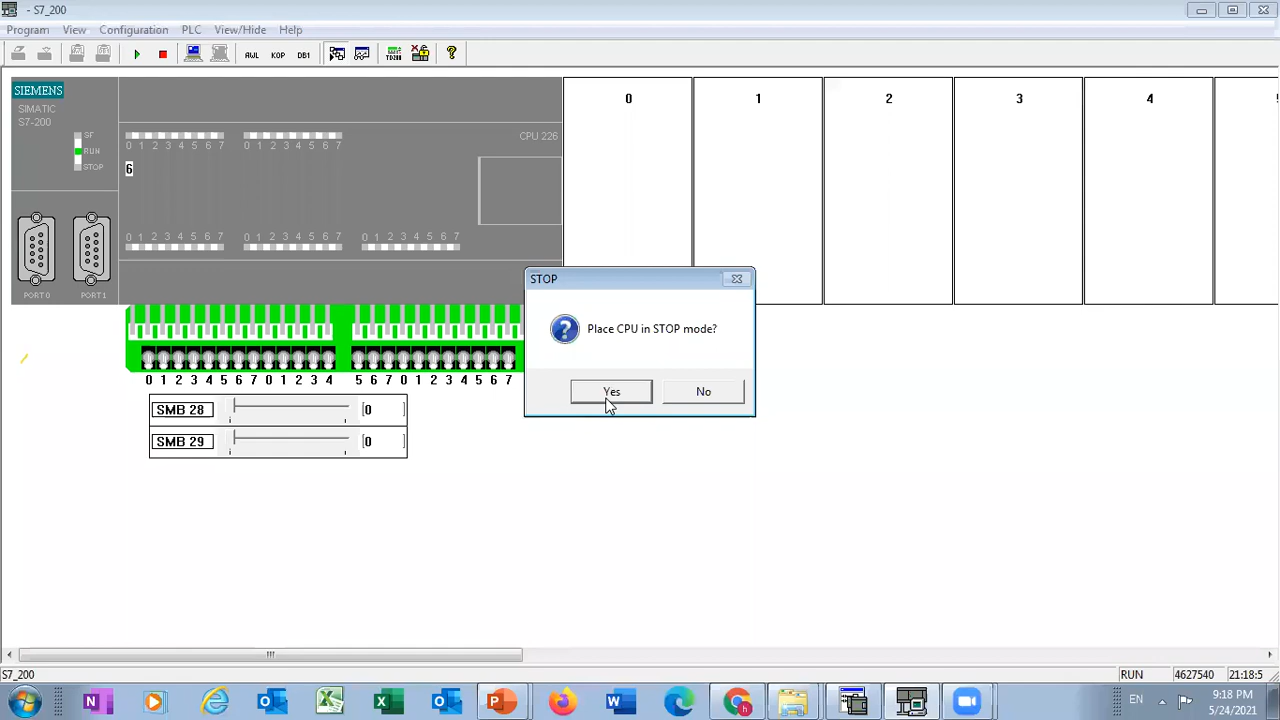 - S7_200
Program View Configuration PLC View/Hide Help
AWL KOP DB1 TD200 ?
SIEMENS
SIMATIC
S7-200
SF
RUN
STOP
0 1 2 3 4 5 6 7 0 1 2 3 4 5 6 7
CPU 226
6
0 1 2 3 4 5 6 7 0 1 2 3 4 5 6 7 0 1 2 3 4 5 6 7
PORT0 PORT1
0 1 2 3 4
STOP
Place CPU in STOP mode?
Yes No
0 1 2 3 4 5 6 7 0 1 2 3 4 5 6 7 0 1 2 3 4 5 6 7
SMB 28 [0 ]
SMB 29 [0 ]
S7_200 RUN 4627540 21:18:5
N W EN 9:18 PM
5/24/2021